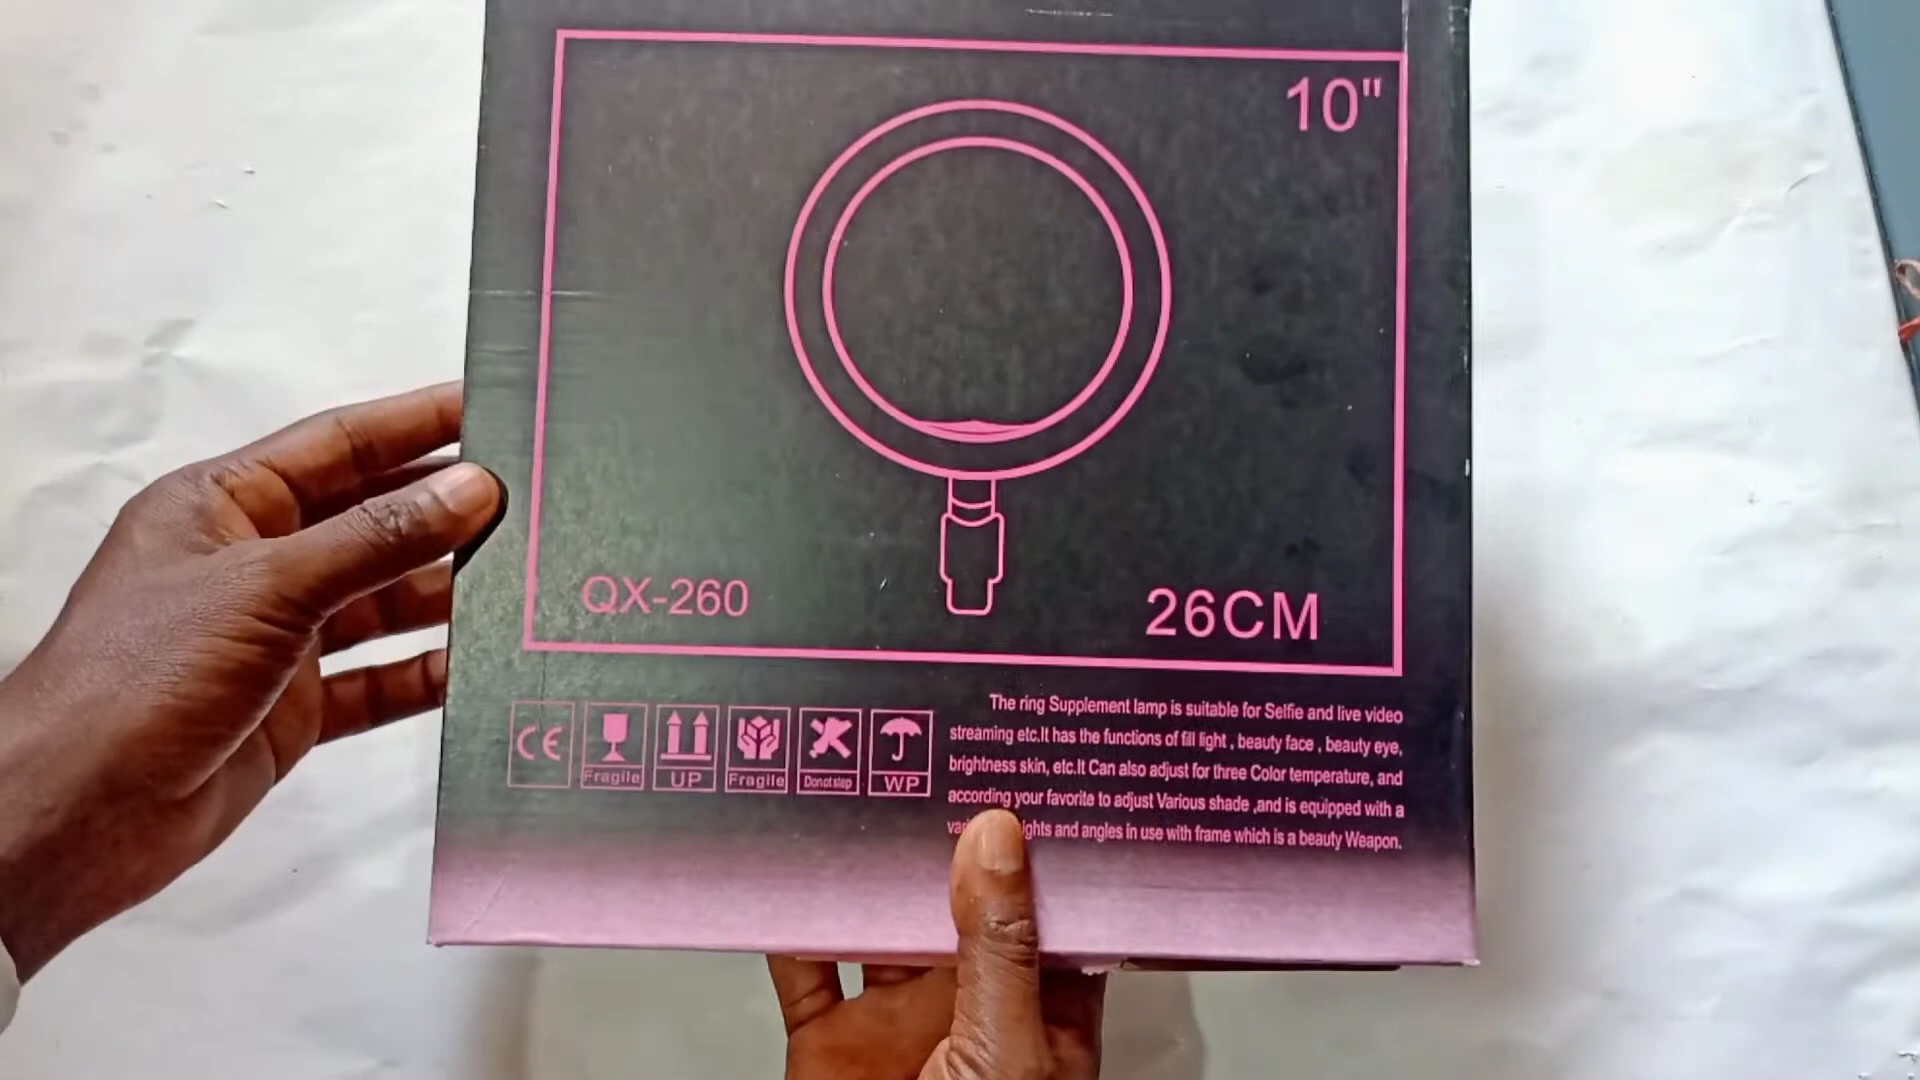 10"
QX-260
26CM
CE
Fragile
UP
Fragile
Donotstep
WP
The ring Supplement lamp is suitable for Selfie and live video
streaming etc.It has the functions of fill light , beauty face , beauty eye,
brightness skin, etc.It Can also adjust for three Color temperature, and
according your favorite to adjust Various shade ,and is equipped with a
and angles in use with frame which is a beauty Weapon.